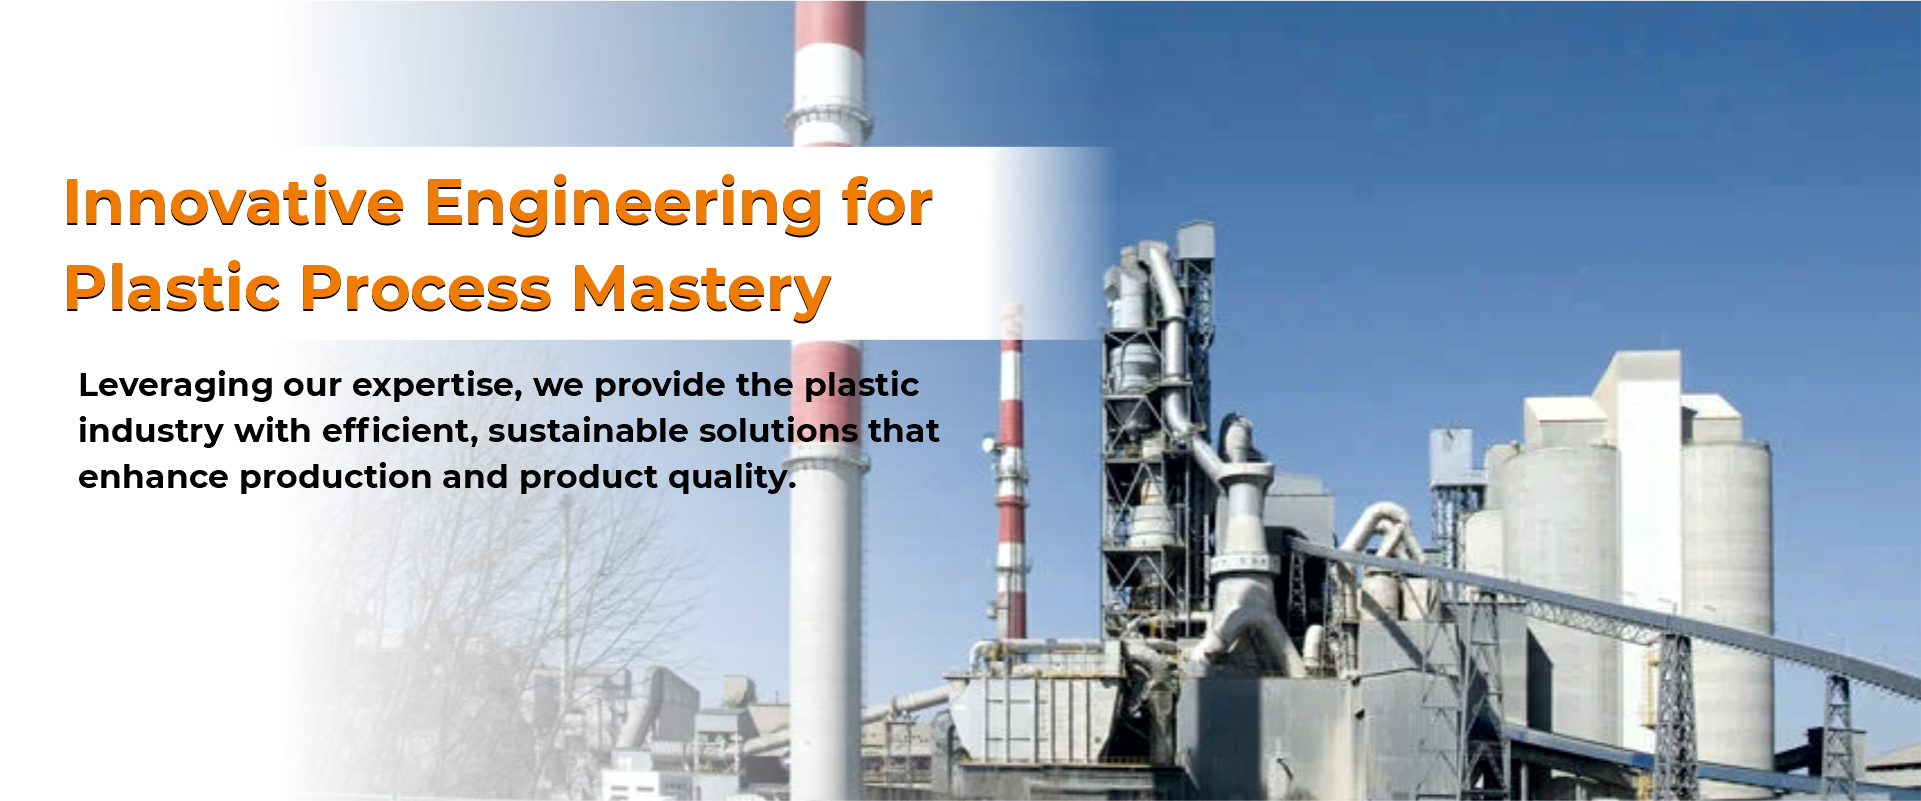 Innovative Engineering for
Plastic Process Mastery
Leveraging our expertise, we provide the plastic
industry with efficient, sustainable solutions that
enhance production and product quality.